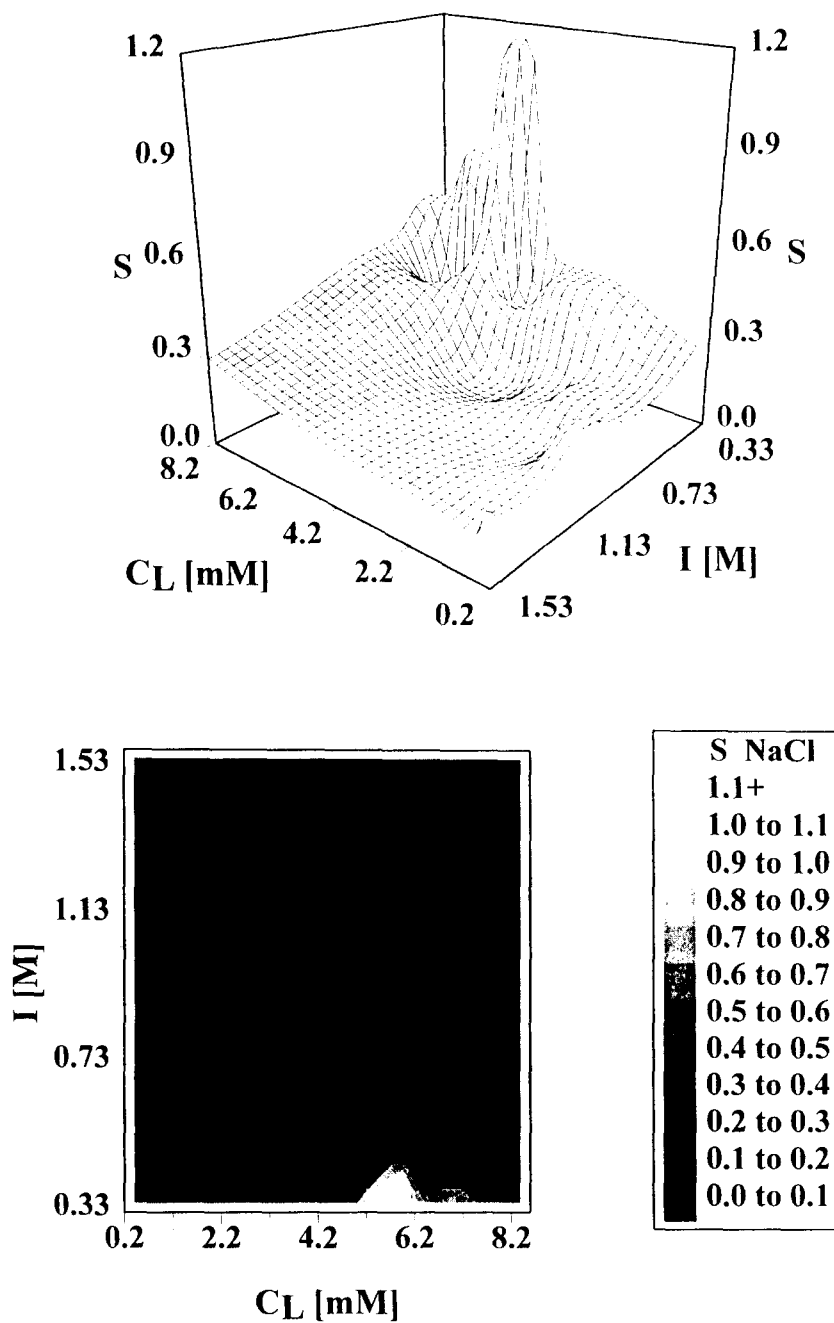 1.2
1.2
0.9
0.9
S
0.6
0.6
S
0.3
0.3
0.0
0.0
8.2
0.33
6.2
0.73
4.2
1.13
I [M]
CL [mM]
2.2
0.2
1.53
1.53
1.13
I [M]
0.73
0.33
0.2
2.2
4.2
6.2
8.2
CL [mM]
S NaCl
1.1+
1.0 to 1.1
0.9 to 1.0
0.8 to 0.9
0.7 to 0.8
0.6 to 0.7
0.5 to 0.6
0.4 to 0.5
0.3 to 0.4
0.2 to 0.3
0.1 to 0.2
0.0 to 0.1